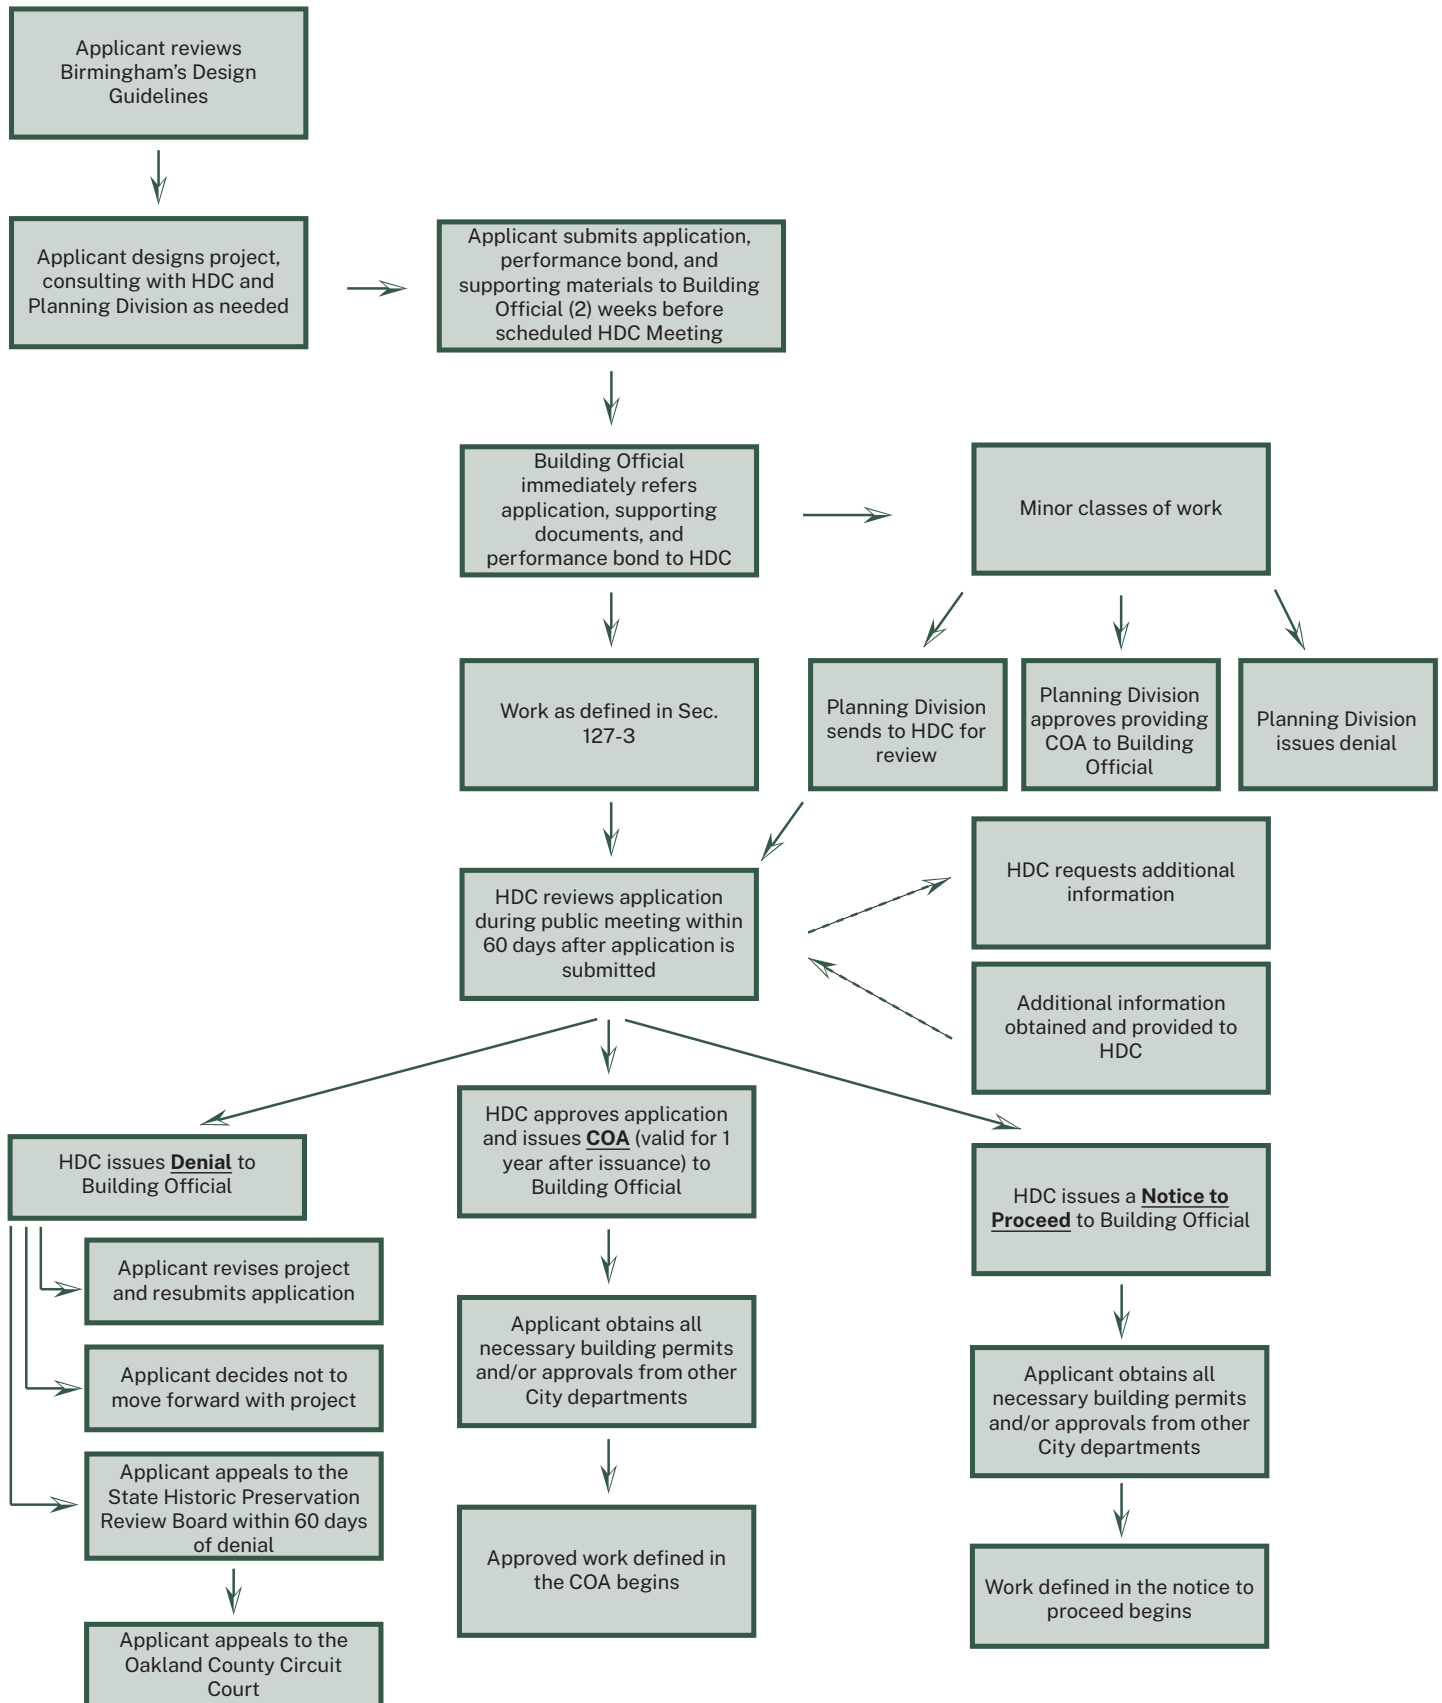 Applicant reviews
Birmingham’s Design
Guidelines
Applicant designs project,
consulting with HDC and
Planning Division as needed
Applicant submits application,
performance bond, and
supporting materials to Building
Official (2) weeks before
scheduled HDC Meeting
Building Official
immediately refers
application, supporting
documents, and
performance bond to HDC
Minor classes of work
Work as defined in Sec.
127-3
Planning Division
sends to HDC for
review
Planning Division
approves providing
COA to Building
Official
Planning Division
issues denial
HDC reviews application
during public meeting within
60 days after application is
submitted
HDC requests additional
information
Additional information
obtained and provided to
HDC
HDC issues Denial to
Building Official
Applicant revises project
and resubmits application
Applicant decides not to
move forward with project
Applicant appeals to the
State Historic Preservation
Review Board within 60 days
of denial
Applicant appeals to the
Oakland County Circuit
Court
HDC approves application
and issues COA (valid for 1
year after issuance) to
Building Official
Applicant obtains all
necessary building permits
and/or approvals from other
City departments
Approved work defined in
the COA begins
HDC issues a Notice to
Proceed to Building Official
Applicant obtains all
necessary building permits
and/or approvals from other
City departments
Work defined in the notice to
proceed begins